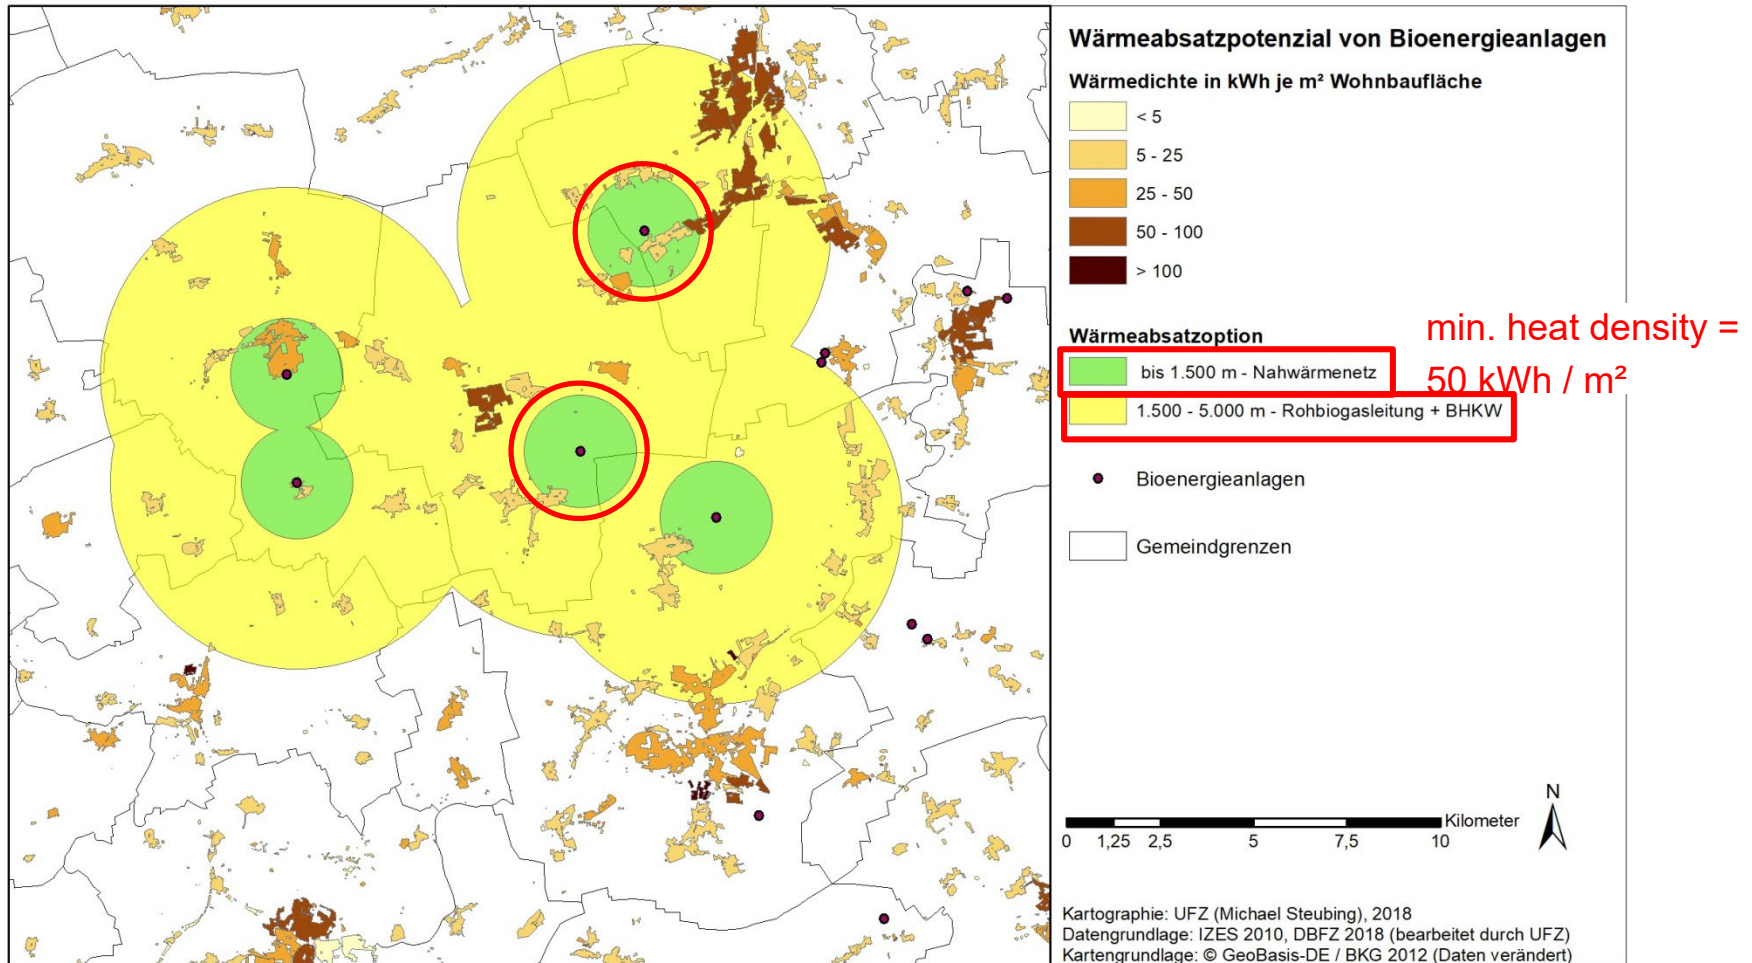 Wärmeabsatzpotenzial von Bioenergieanlagen
Wärmedichte in kWh je m² Wohnbaufläche
< 5
5 - 25
25 - 50
50 - 100
> 100
Wärmeabsatzoption
bis 1.500 m - Nahwärmenetz
1.500 - 5.000 m - Rohbiogasleitung + BHKW
min. heat density =
50 kWh / m²
Bioenergieanlagen
Gemeindgrenzen
N
Kilometer
0 1,25 2,5 5 7,5 10
Kartographie: UFZ (Michael Steubing), 2018
Datengrundlage: IZES 2010, DBFZ 2018 (bearbeitet durch UFZ)
Kartengrundlage: © GeoBasis-DE / BKG 2012 (Daten verändert)